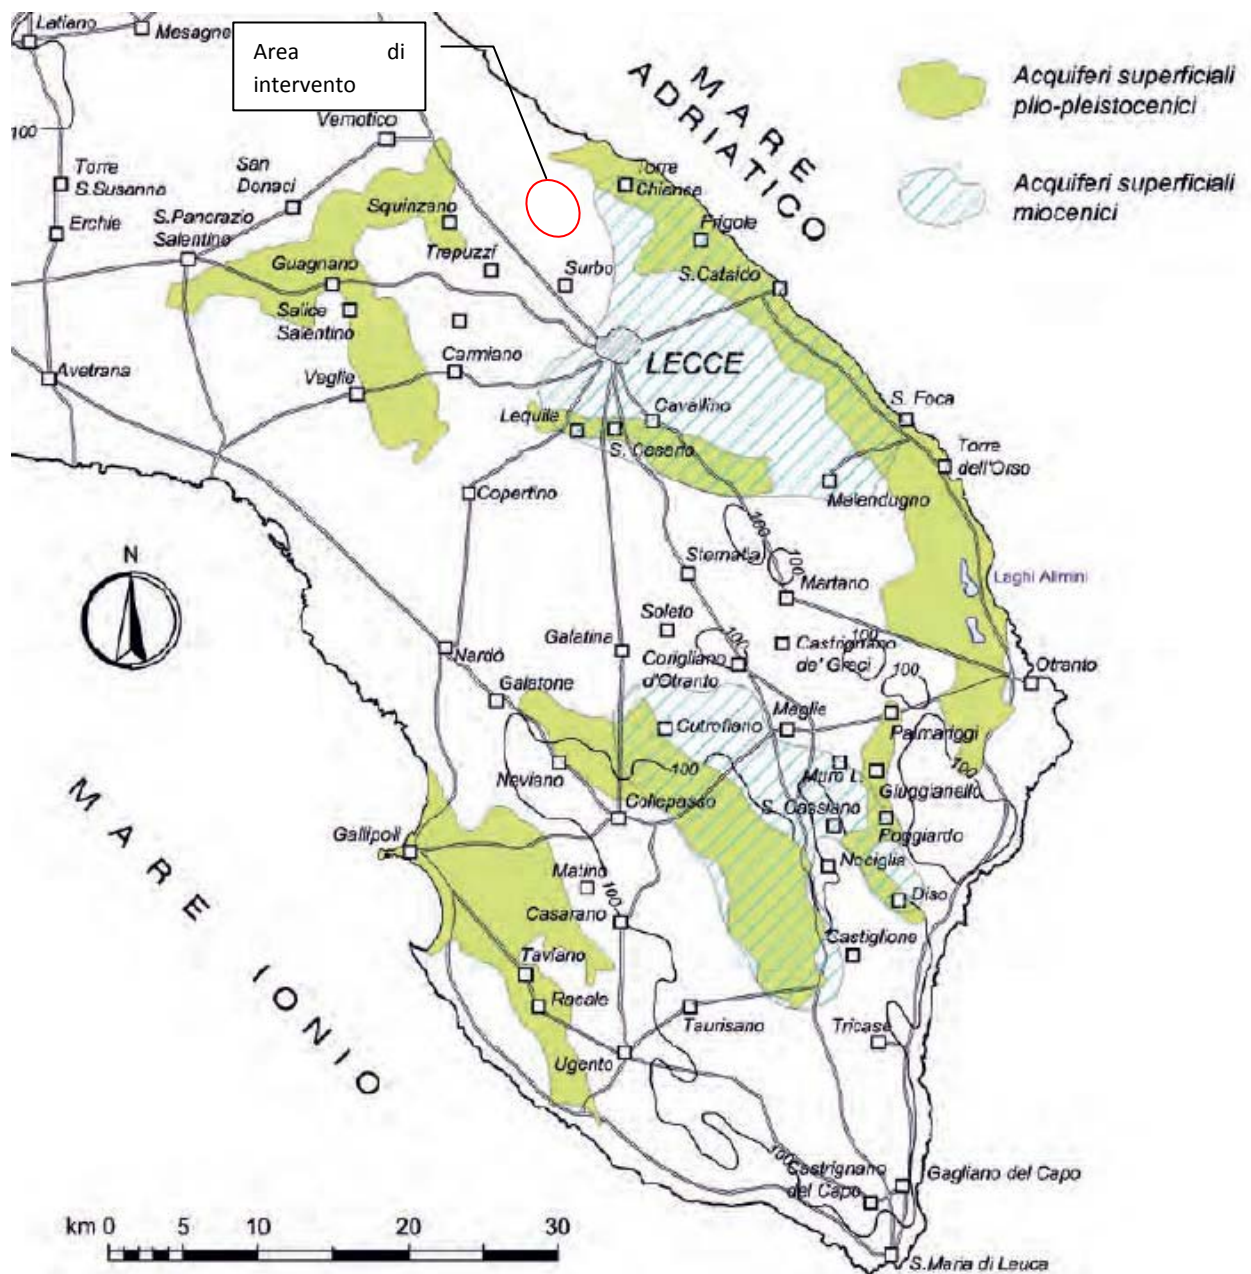 Latiano
Mesagne
Area di
intervento
MARE
ADRIATICO
Acquiferi superficiali
plio-pleistocenici
Acquiferi superficiali
miocenici
100
Vernotico
Torre
S.Susanna
San
Donaci
Torre
Chianca
Erchie
S.Pancrazio
Salentino
Squinzano
Frigole
Trepuzzi
Guagnano
Surbo
S.Cataldo
Salice
Salentino
Avetrana
Veglie
Carmiano
LECCE
Cavallino
S. Foca
Lequile
S. Cesario
Torre
dell'Orso
Copertino
Melendugno
100
100
N
Sternatia
Martano
Laghi Alimini
Soleto
Galatina
100
Castrignano
de' Greci
100
Nardò
Corigliano
d'Otranto
100
Otranto
Galatone
Cutrofiano
Maglie
Palmariggi
Neviano
100
Muro L.
100
Giuggianello
MARE
IONIO
Collepasso
S. Cassiano
Poggiardo
Gallipoli
Nociglia
Matino
100
Diso
Casarano
Castiglione
Taviano
Racale
Taurisano
Tricase
Ugento
100
Castrignano
del Capo
Gagliano del Capo
km 0 5 10 20 30
S.Maria di Leuca